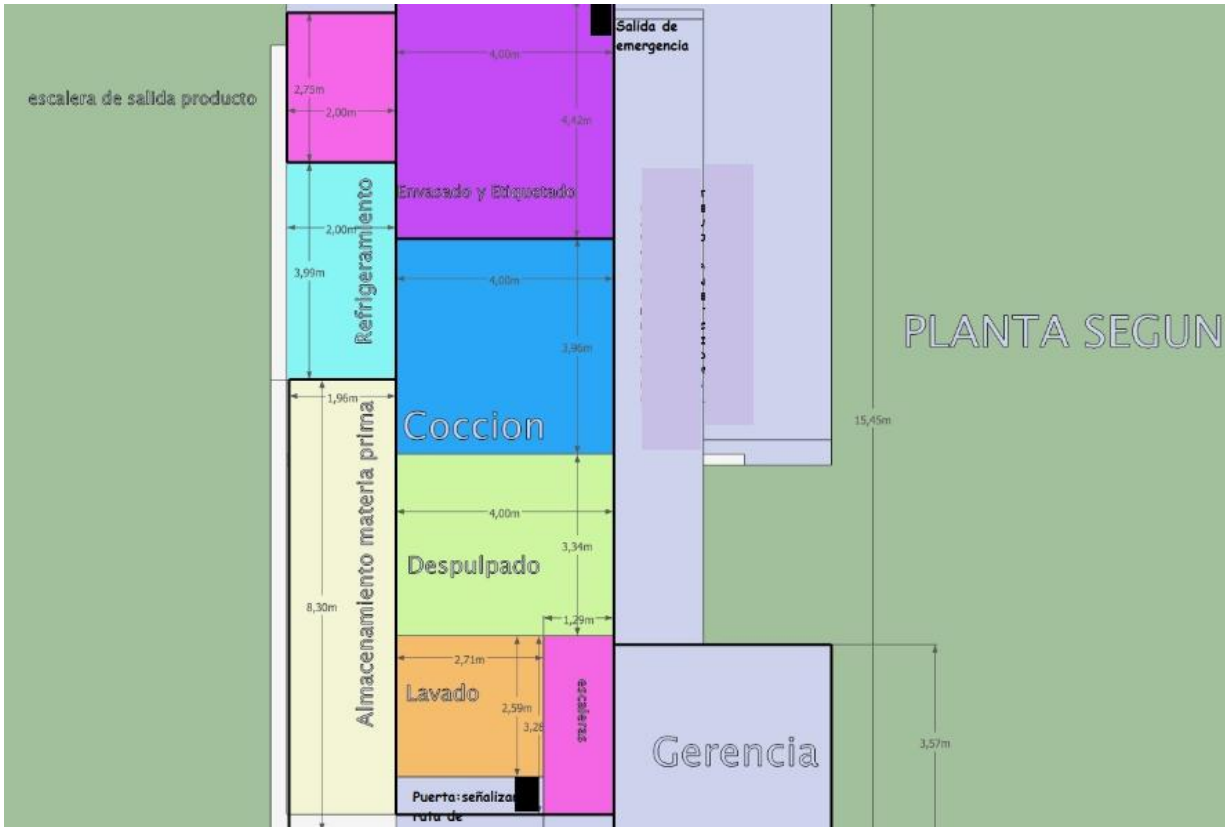 Salida de
emergencia
4,00m
2,75m
escalera de salida producto
2,00m
4,42m
Envasado y Etiquetado
Refrigeramiento
2,00m
3,99m
4,00m
PLANTA SEGUN
3,96m
1,96m
Coccion
15,45m
Almacenamiento materia prima
4,00m
3,34m
Despulpado
8,30m
1,29m
2,71m
Lavado
escaleras
2,59m
3,28
Gerencia
3,57m
Puerta:señalizar
ruta de